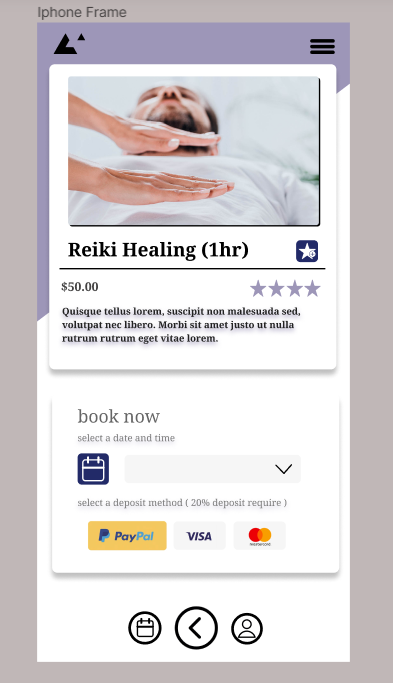 Iphone Frame
Reiki Healing (1hr)
$50.00
Quisque tellus lorem, suscipit non malesuada sed,
volutpat nec libero. Morbi sit amet justo ut nulla
rutrum rutrum eget vitae lorem.
book now
select a date and time
select a deposit method ( 20% deposit require )
PayPal VISA mastercard